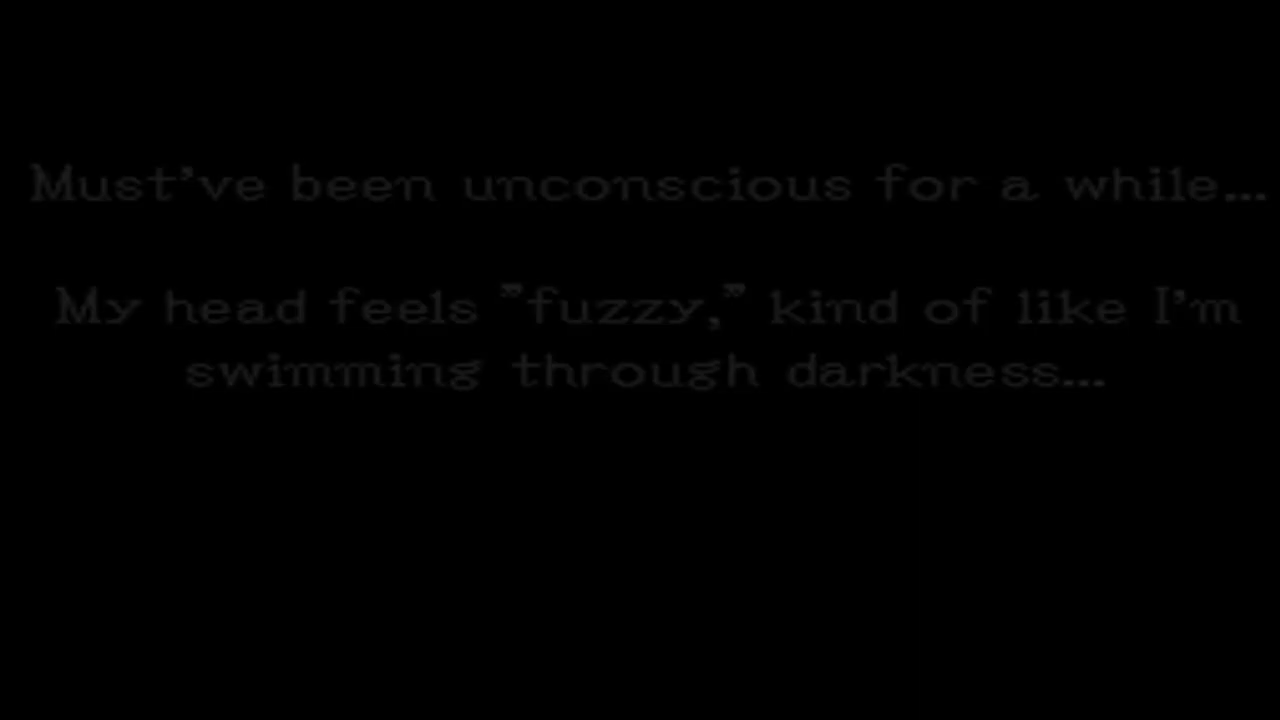 Must've been unconscious for a while...
My head feels "fuzzy," kind of like I'm
swimming through darkness...